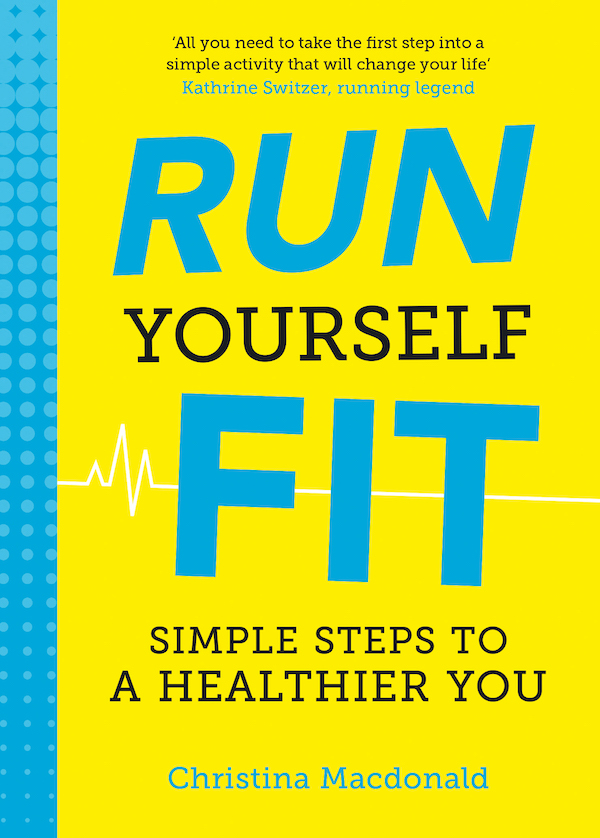 ‘All you need to take the first step into a
simple activity that will change your life’
Kathrine Switzer, running legend
RUN
YOURSELF
FIT
SIMPLE STEPS TO
A HEALTHIER YOU
Christina Macdonald